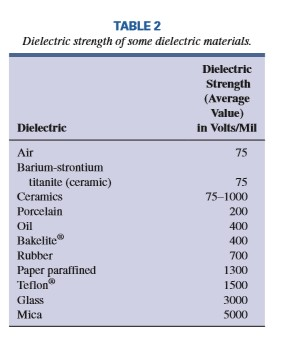 TABLE 2
Dielectric strength of some dielectric materials.
Dielectric
Strength
(Average
Value)
Dielectric in Volts/Mil
Air 75
Barium-strontium
titanite (ceramic) 75
Ceramics 75–1000
Porcelain 200
Oil 400
Bakelite® 400
Rubber 700
Paper paraffined 1300
Teflon® 1500
Glass 3000
Mica 5000